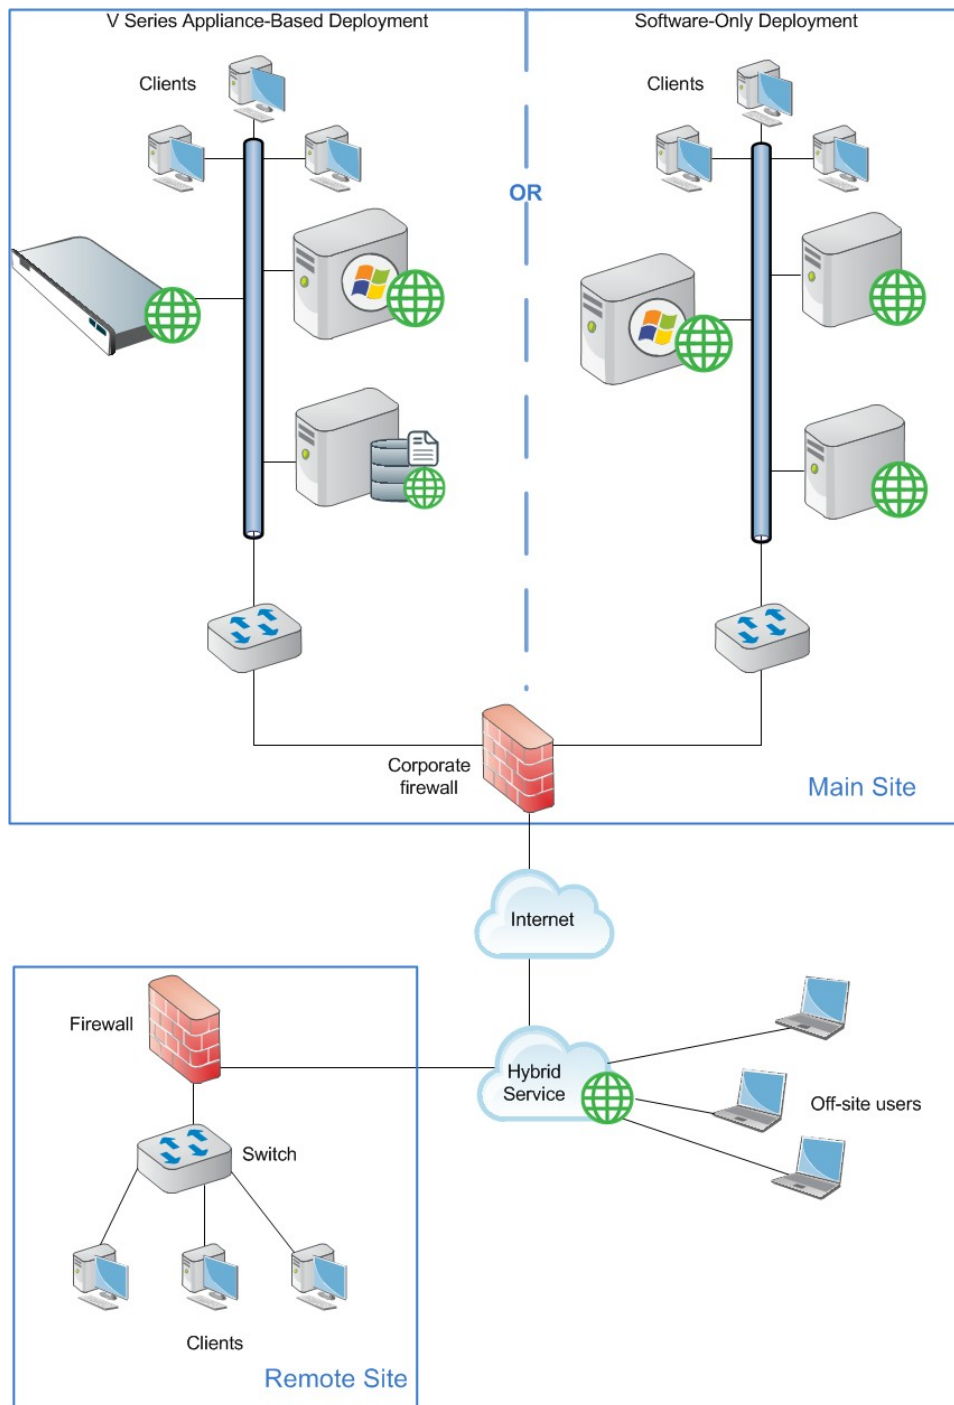 V Series Appliance-Based Deployment
Software-Only Deployment
Clients
Clients
OR
Corporate
firewall
Main Site
Internet
Firewall
Hybrid
Service
Off-site users
Switch
Clients
Remote Site